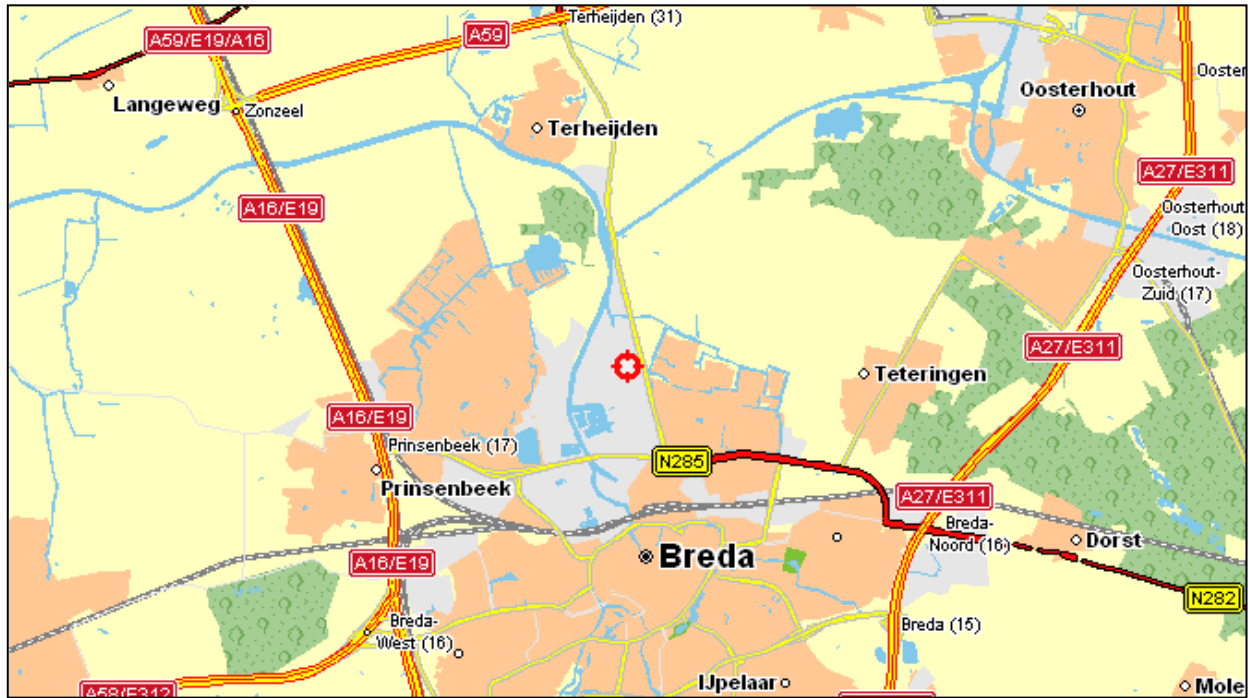 Terheijden (31)
A59/E19/A16
A59
Ooster
Oosterhout
Langeweg
Zonzeel
Terheijden
A27/E311
A16/E19
Oosterhout
Oost (18)
Oosterhout-
Zuid (17)
A27/E311
Teteringen
A16/E19
Prinsenbeek (17)
N285
Prinsenbeek
A27/E311
Breda-
Noord (16)
Dorst
Breda
A16/E19
N282
Breda-
West (16)
Breda (15)
IJpelaar
Mole
A58/E312